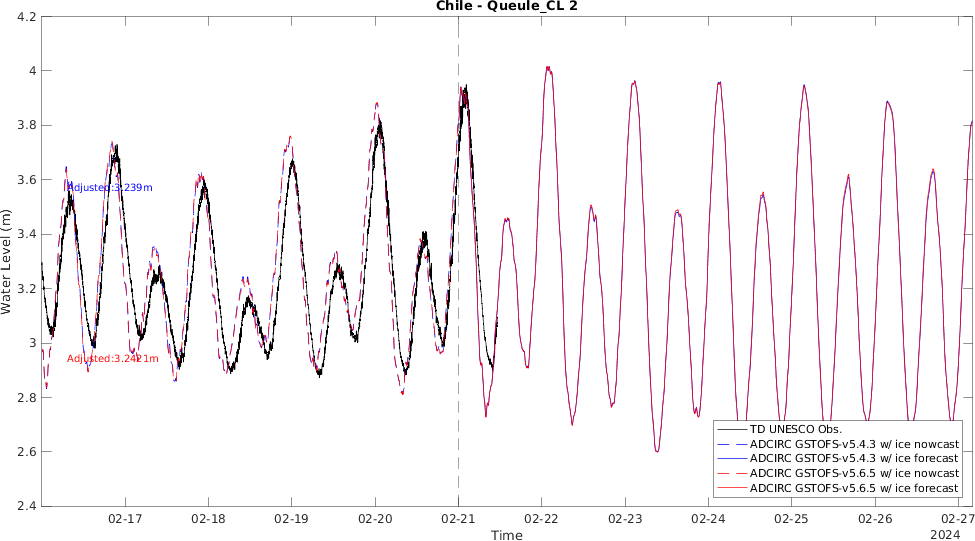 Chile - Queule_CL 2
4.2
4
3.8
3.6
3.4
3.2
3
2.8
2.6
2.4
Water Level (m)
Adjusted:3.239m
Adjusted:3.2421m
TD UNESCO Obs.
ADCIRC GSTOFS-v5.4.3 w/ ice nowcast
ADCIRC GSTOFS-v5.4.3 w/ ice forecast
ADCIRC GSTOFS-v5.6.5 w/ ice nowcast
ADCIRC GSTOFS-v5.6.5 w/ ice forecast
02-17 02-18 02-19 02-20 02-21 02-22 02-23 02-24 02-25 02-26 02-27
Time
2024